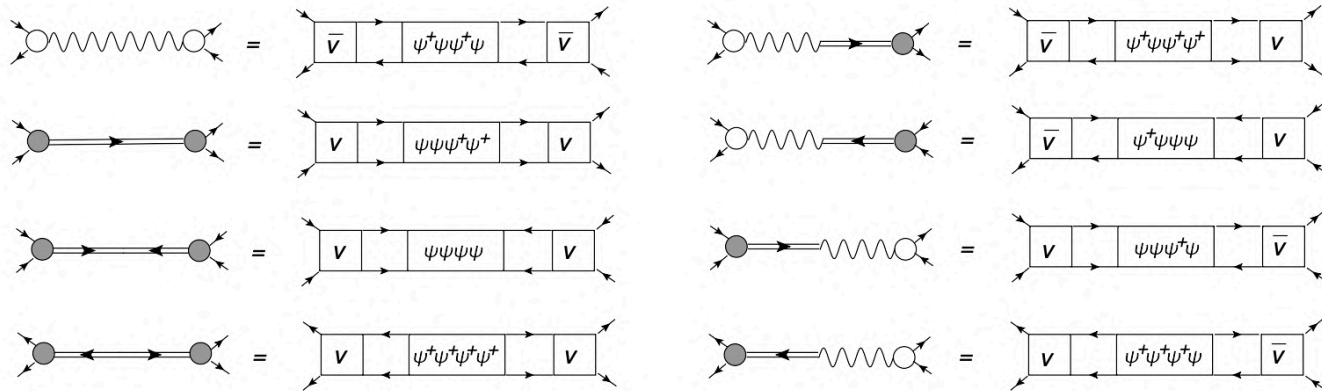 = V̄ ψ⁺ψψ⁺ψ V̄
= V̄ ψ⁺ψψ⁺ψ⁺ V
= V ψψψ⁺ψ⁺ V
= V̄ ψ⁺ψψψ V
= V ψψψψ V
= V ψψψ⁺ψ V̄
= V ψ⁺ψ⁺ψ⁺ψ⁺ V
= V ψ⁺ψ⁺ψ⁺ψ V̄